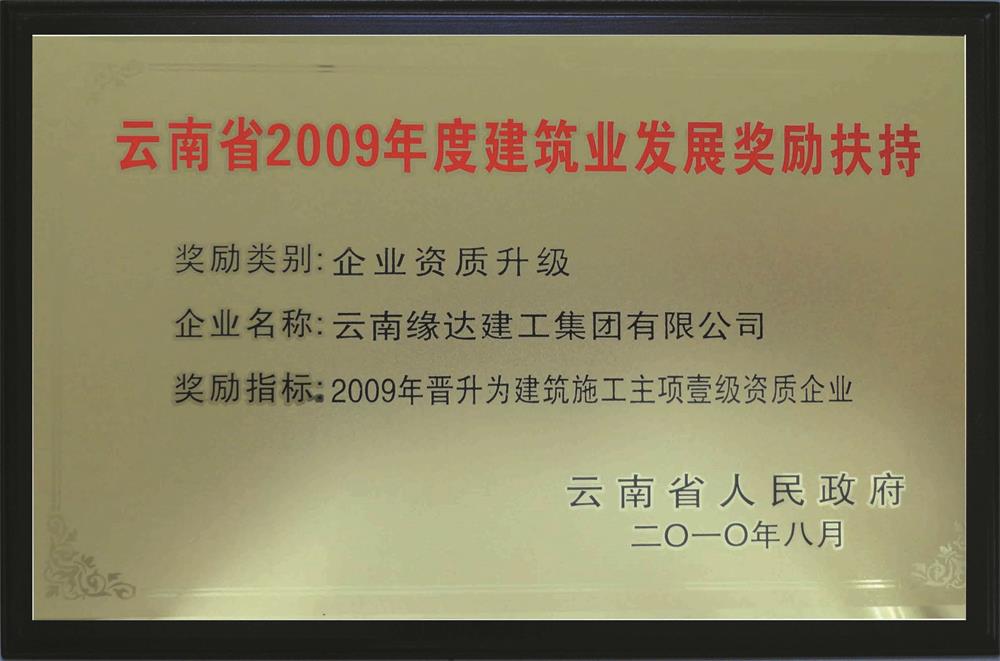 云南省2009年度建筑业发展奖励扶持
奖励类别:企业资质升级
企业名称:云南缘达建工集团有限公司
奖励指标:2009年晋升为建筑施工主项壹级资质企业
云南省人民政府
二〇一〇年八月